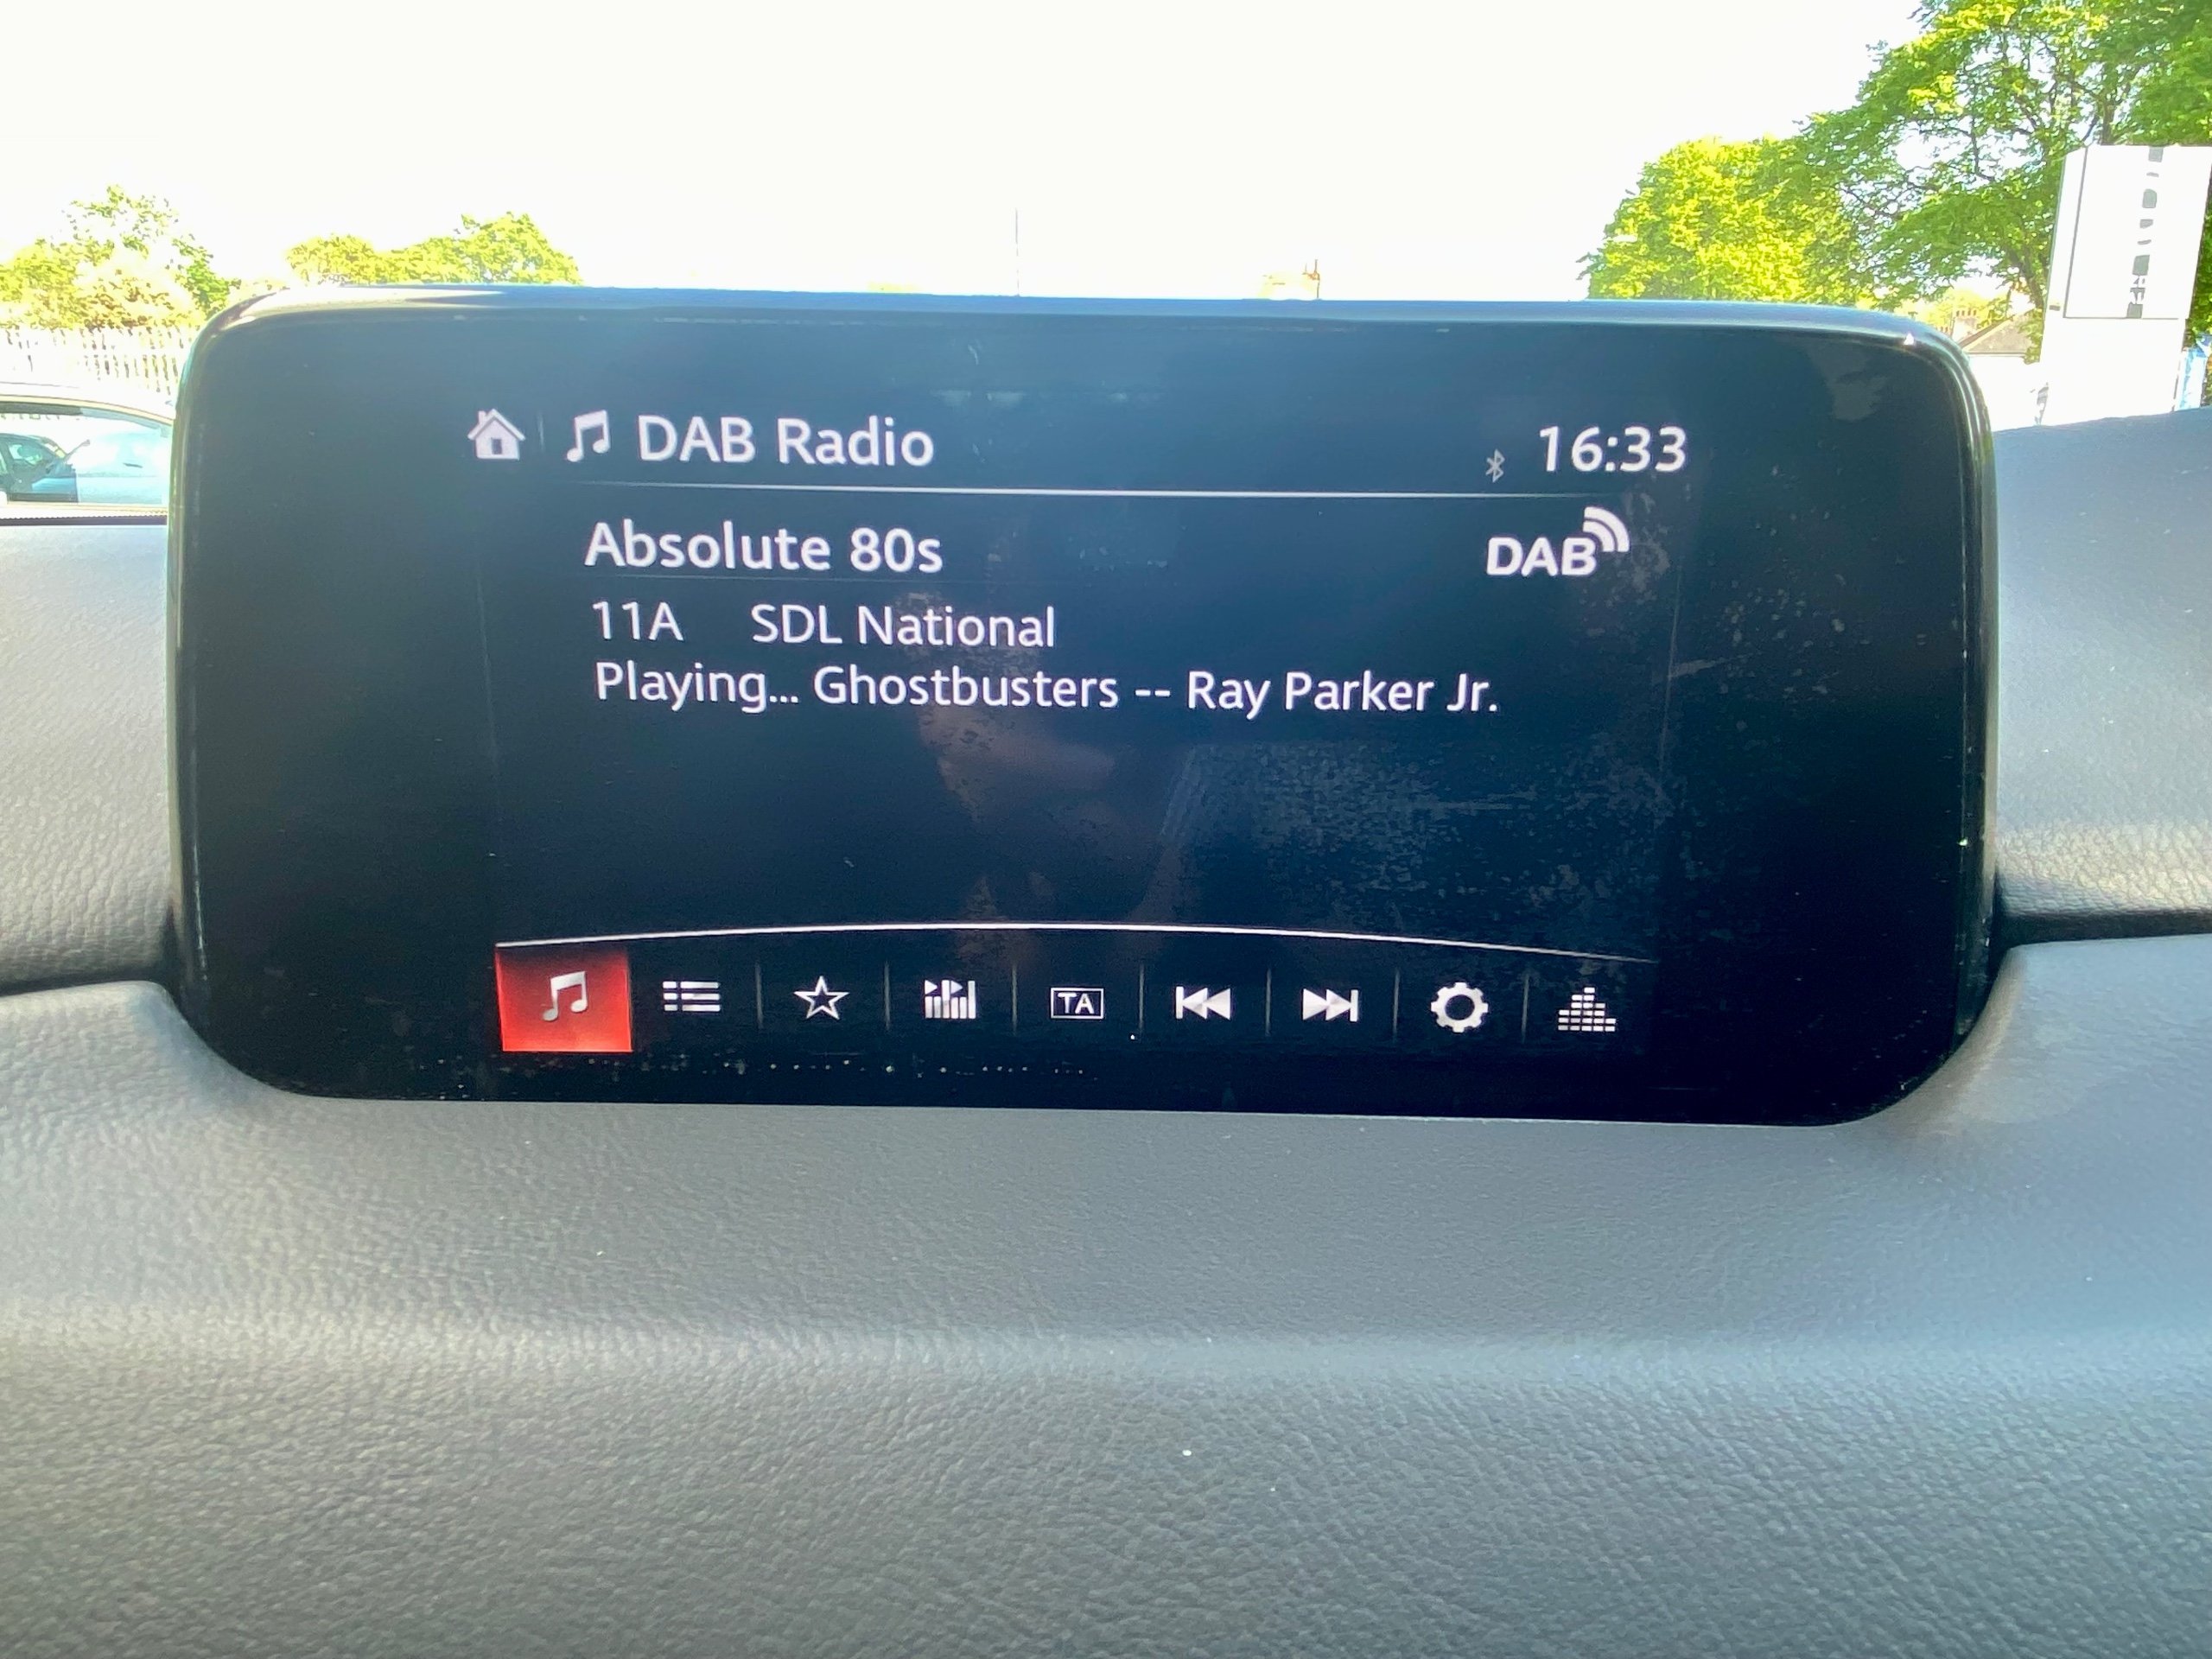 DAB Radio 16:33
Absolute 80s DAB
11A SDL National
Playing... Ghostbusters -- Ray Parker Jr.
TA